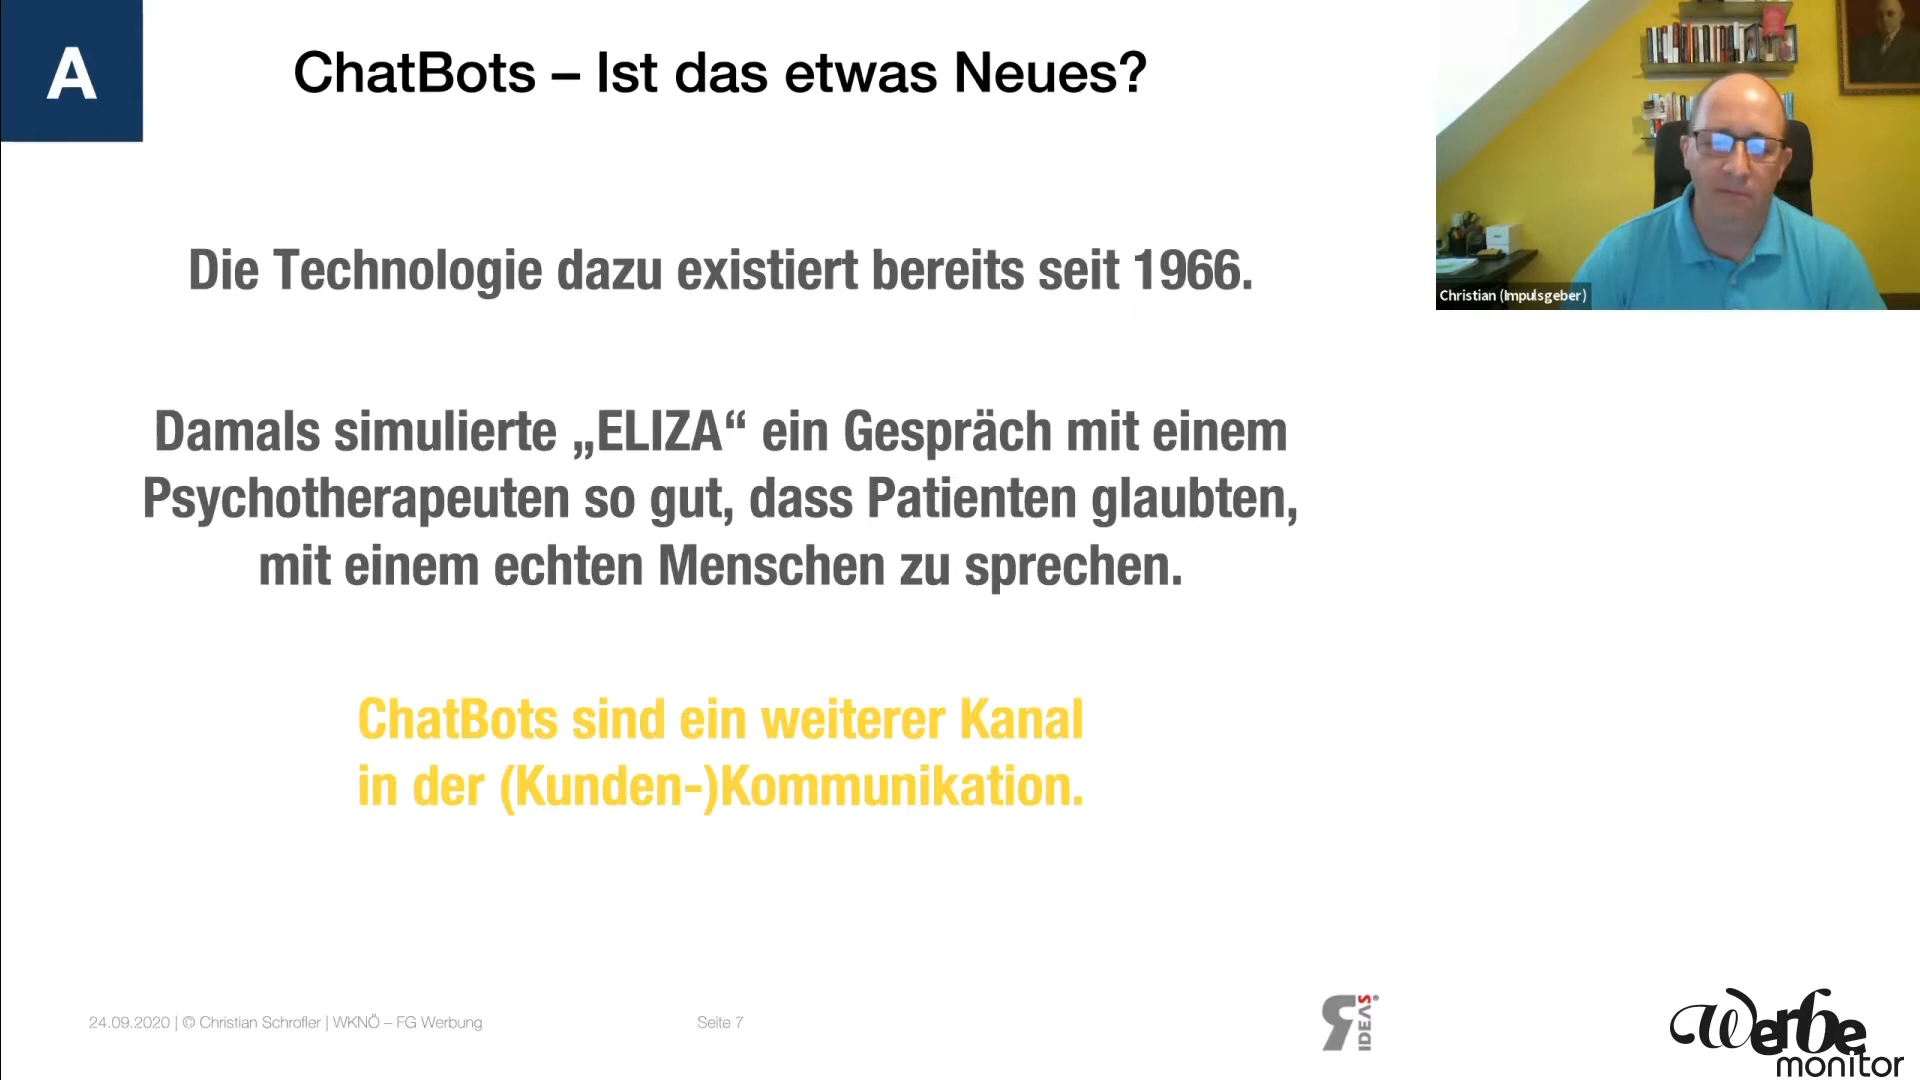 A
ChatBots – Ist das etwas Neues?
Die Technologie dazu existiert bereits seit 1966.
Damals simulierte „ELIZA“ ein Gespräch mit einem
Psychotherapeuten so gut, dass Patienten glaubten,
mit einem echten Menschen zu sprechen.
ChatBots sind ein weiterer Kanal
in der (Kunden-)Kommunikation.
Christian (Impulsgeber)
24.09.2020 | © Christian Schrofler | WKNÖ – FG Werbung
Seite 7
IDEAS®
Werbe
monitor